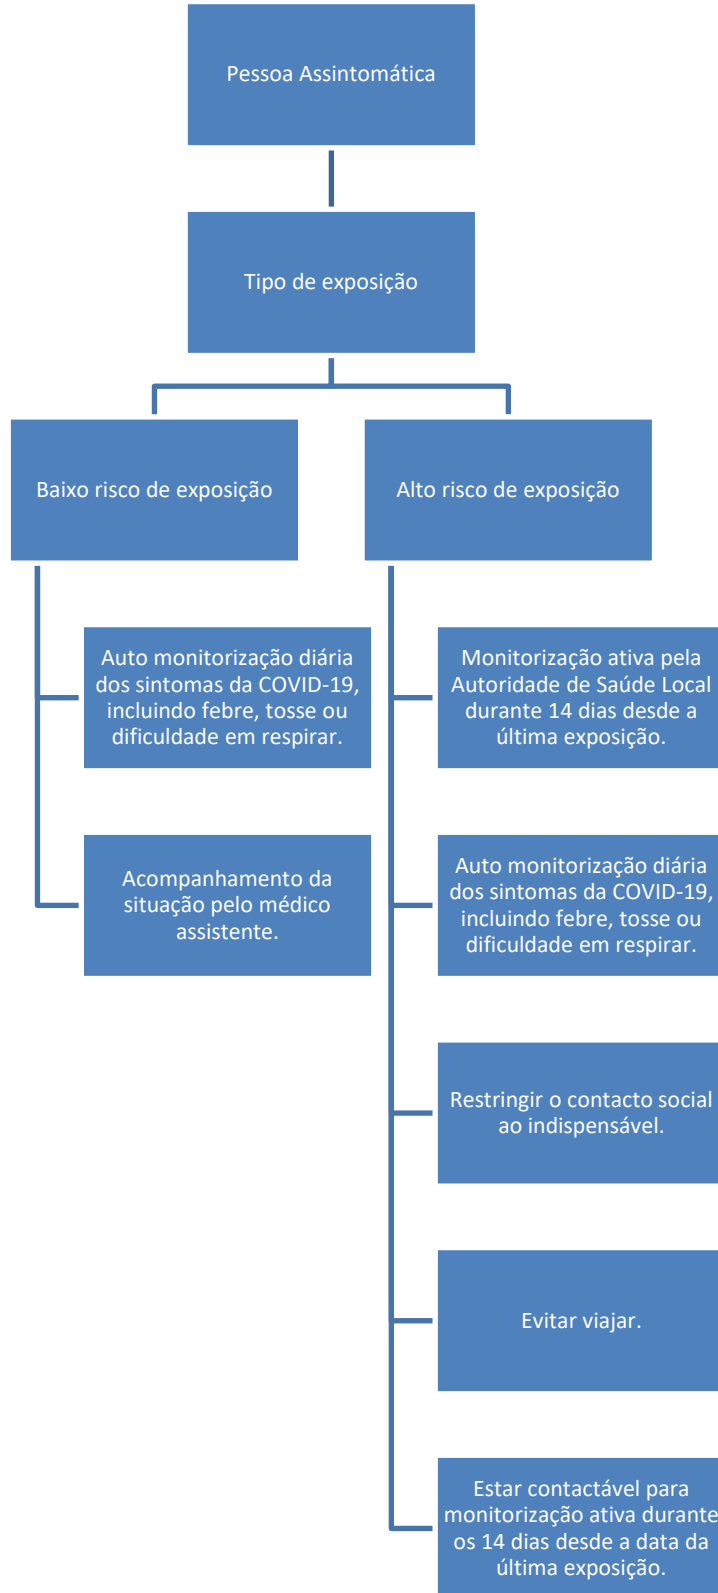 Pessoa Assintomática
Tipo de exposição
Baixo risco de exposição
Auto monitorização diária
dos sintomas da COVID-19,
incluindo febre, tosse ou
dificuldade em respirar.
Acompanhamento da
situação pelo médico
assistente.
Alto risco de exposição
Monitorização ativa pela
Autoridade de Saúde Local
durante 14 dias desde a
última exposição.
Auto monitorização diária
dos sintomas da COVID-19,
incluindo febre, tosse ou
dificuldade em respirar.
Restringir o contacto social
ao indispensável.
Evitar viajar.
Estar contactável para
monitorização ativa durante
os 14 dias desde a data da
última exposição.